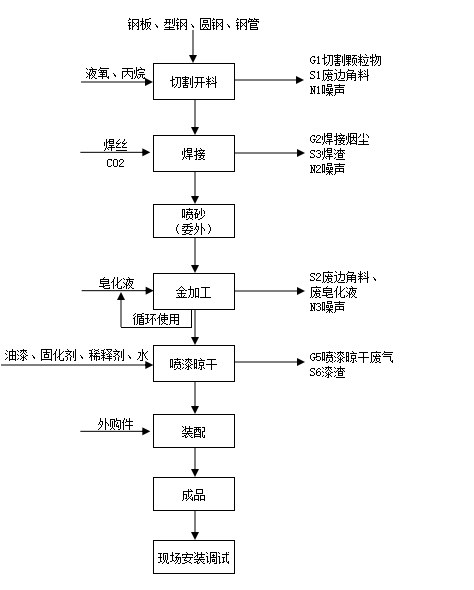 钢板、型钢、圆钢、钢管
液氧、丙烷
切割开料
G1切割颗粒物
S1废边角料
N1噪声
焊丝
CO2
焊接
G2焊接烟尘
S3焊渣
N2噪声
喷砂
（委外）
皂化液
金加工
循环使用
S2废边角料、
废皂化液
N3噪声
油漆、固化剂、稀释剂、水
喷漆晾干
G5喷漆晾干废气
S6漆渣
外购件
装配
成品
现场安装调试